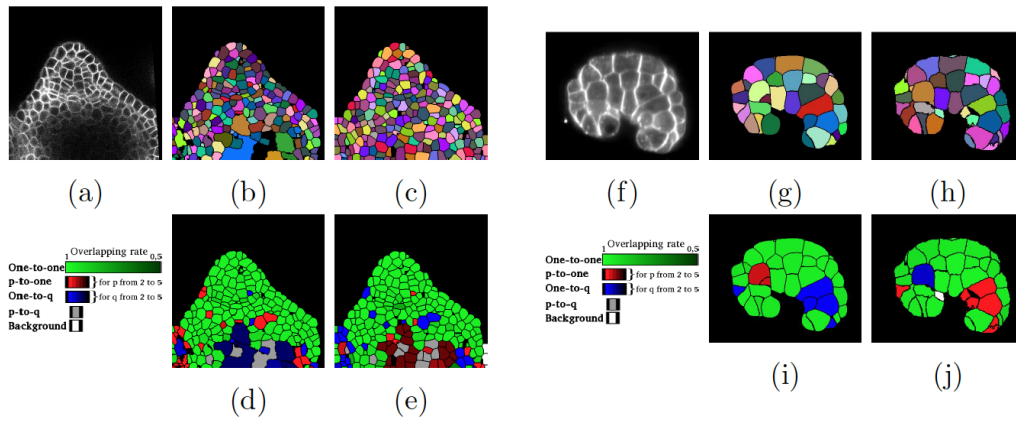 (a)
(b)
(c)
(f)
(g)
(h)
Overlapping rate
1
0,5
One-to-one
p-to-one
} for p from 2 to 5
One-to-q
} for q from 2 to 5
p-to-q
Background
(d)
(e)
Overlapping rate
1
0,5
One-to-one
p-to-one
} for p from 2 to 5
One-to-q
} for q from 2 to 5
p-to-q
Background
(i)
(j)